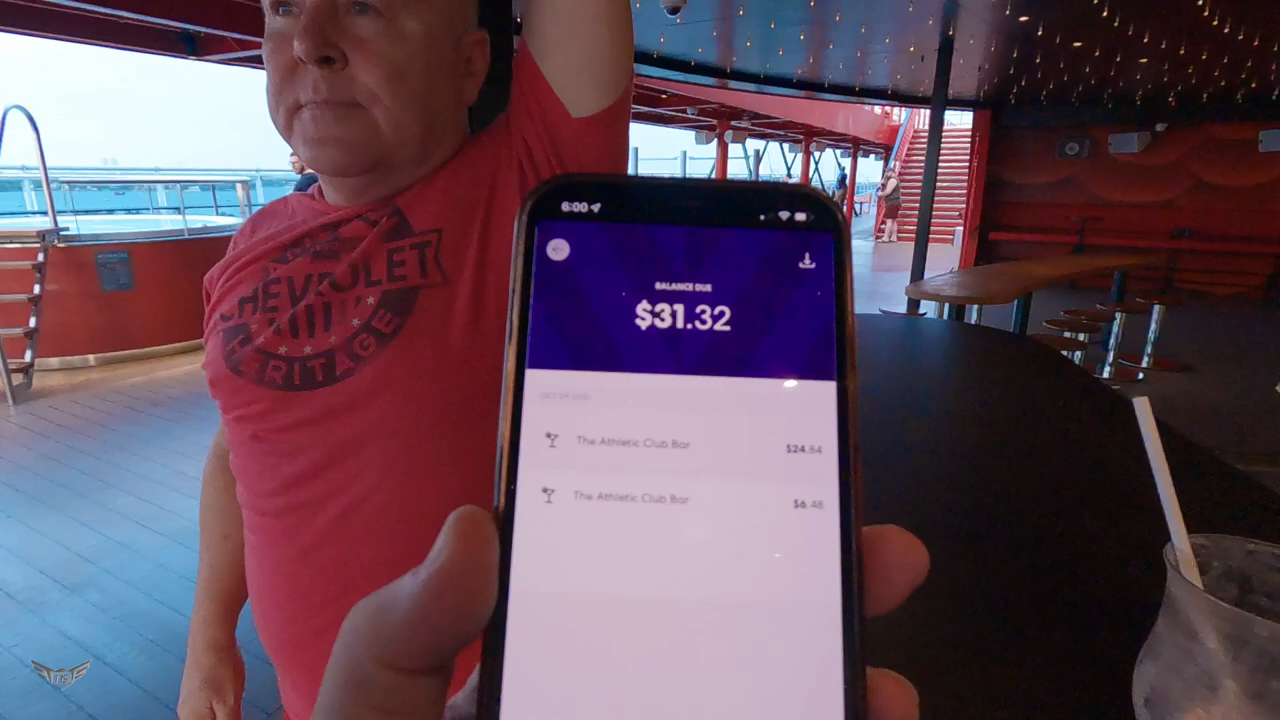 CHEVROLET
HERITAGE
6:00
BALANCE DUE
$31.32
The Athletic Club Bar
$24.84
The Athletic Club Bar
$6.48